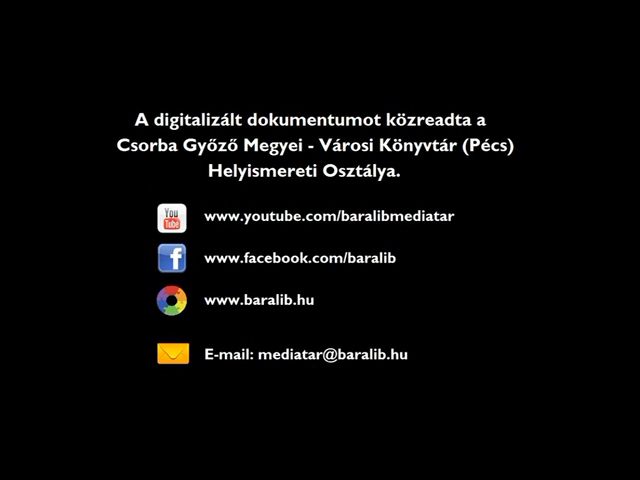 A digitalizált dokumentumot közreadta a
Csorba Győző Megyei - Városi Könyvtár (Pécs)
Helyismereti Osztálya.
You Tube www.youtube.com/baralibmediatar
f www.facebook.com/baralib
www.baralib.hu
E-mail: mediatar@baralib.hu